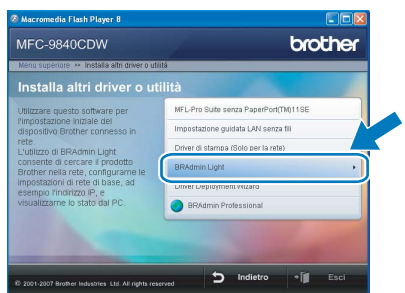 Macromedia Flash Player 8
MFC-9840CDW
brother
Menu superiore ►► Installa altri driver o utilità
Installa altri driver o utilità
Utilizzare questo software per
l'impostazione iniziale del
dispositivo Brother connesso in
rete.
L'utilizzo di BRAdmin Light
consente di cercare il prodotto
Brother nella rete, configurarne le
impostazioni di rete di base, ad
esempio l'indirizzo IP, e
visualizzarne lo stato dal PC.
MFL-Pro Suite senza PaperPort(TM)11SE
Impostazione guidata LAN senza fili
Driver di stampa (Solo per la rete)
BRAdmin Light
Driver Deployment Wizard
BRAdmin Professional
© 2001-2007 Brother Industries Ltd. All rights reserved
Indietro
Esci